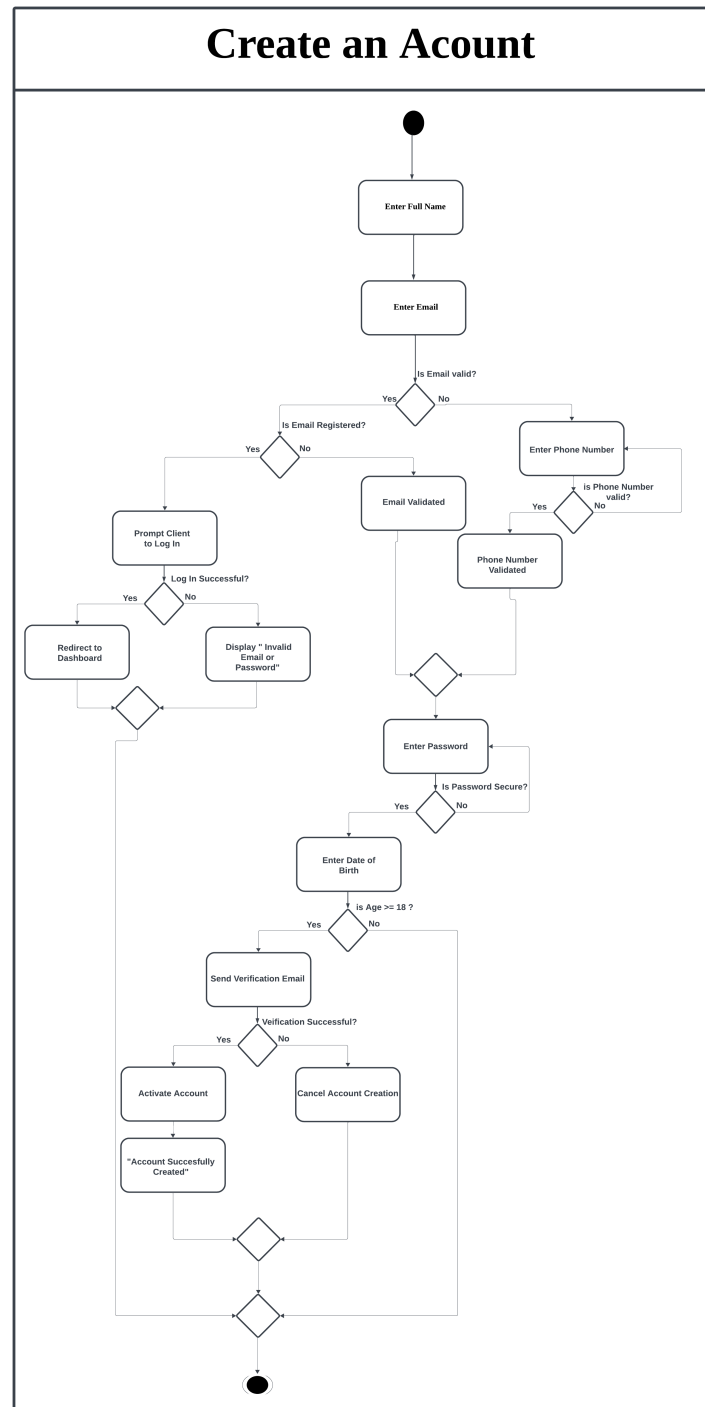 Create an Acount
Enter Full Name
Enter Email
Is Email valid?
Yes
No
Is Email Registered?
Yes
No
Enter Phone Number
is Phone Number
valid?
Yes
No
Email Validated
Prompt Client
to Log In
Phone Number
Validated
Log In Successful?
Yes
No
Redirect to
Dashboard
Display " Invalid
Email or
Password"
Enter Password
Is Password Secure?
Yes
No
Enter Date of
Birth
is Age >= 18 ?
Yes
No
Send Verification Email
Veification Successful?
Yes
No
Activate Account
Cancel Account Creation
"Account Succesfully
Created"